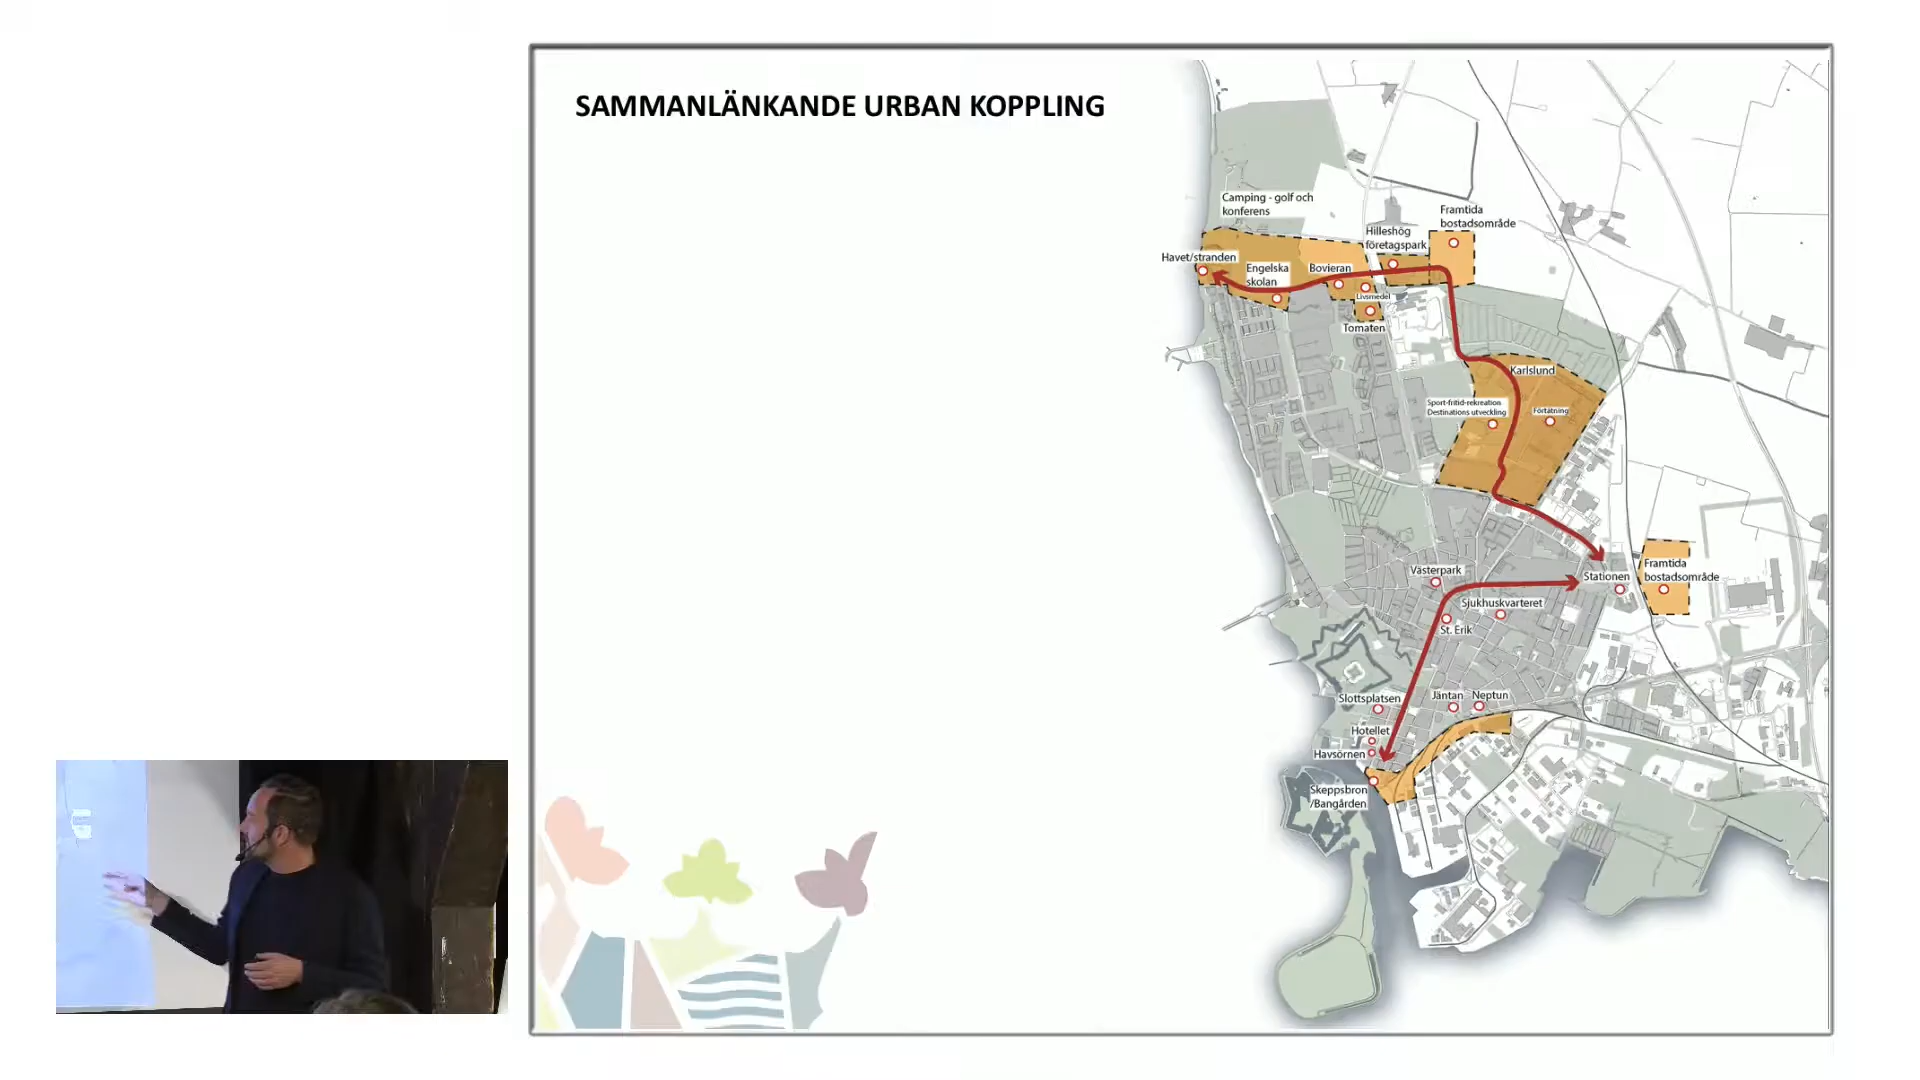 SAMMANLÄNKANDE URBAN KOPPLING
Camping - golf och
konferens
Framtida
bostadsområde
Hilleshög
företagspark
Havet/stranden
Engelska
skolan
Bovieran
Livsmedel
Tomaten
Karlslund
Sport-fritid-rekreation
Destinations utveckling
Förtätning
Västerpark
Stationen
Framtida
bostadsområde
Sjukhuskvarteret
St. Erik
Slottsplatsen
Jäntan
Neptun
Hotellet
Havsörnen
Skeppsbron
/Bangården